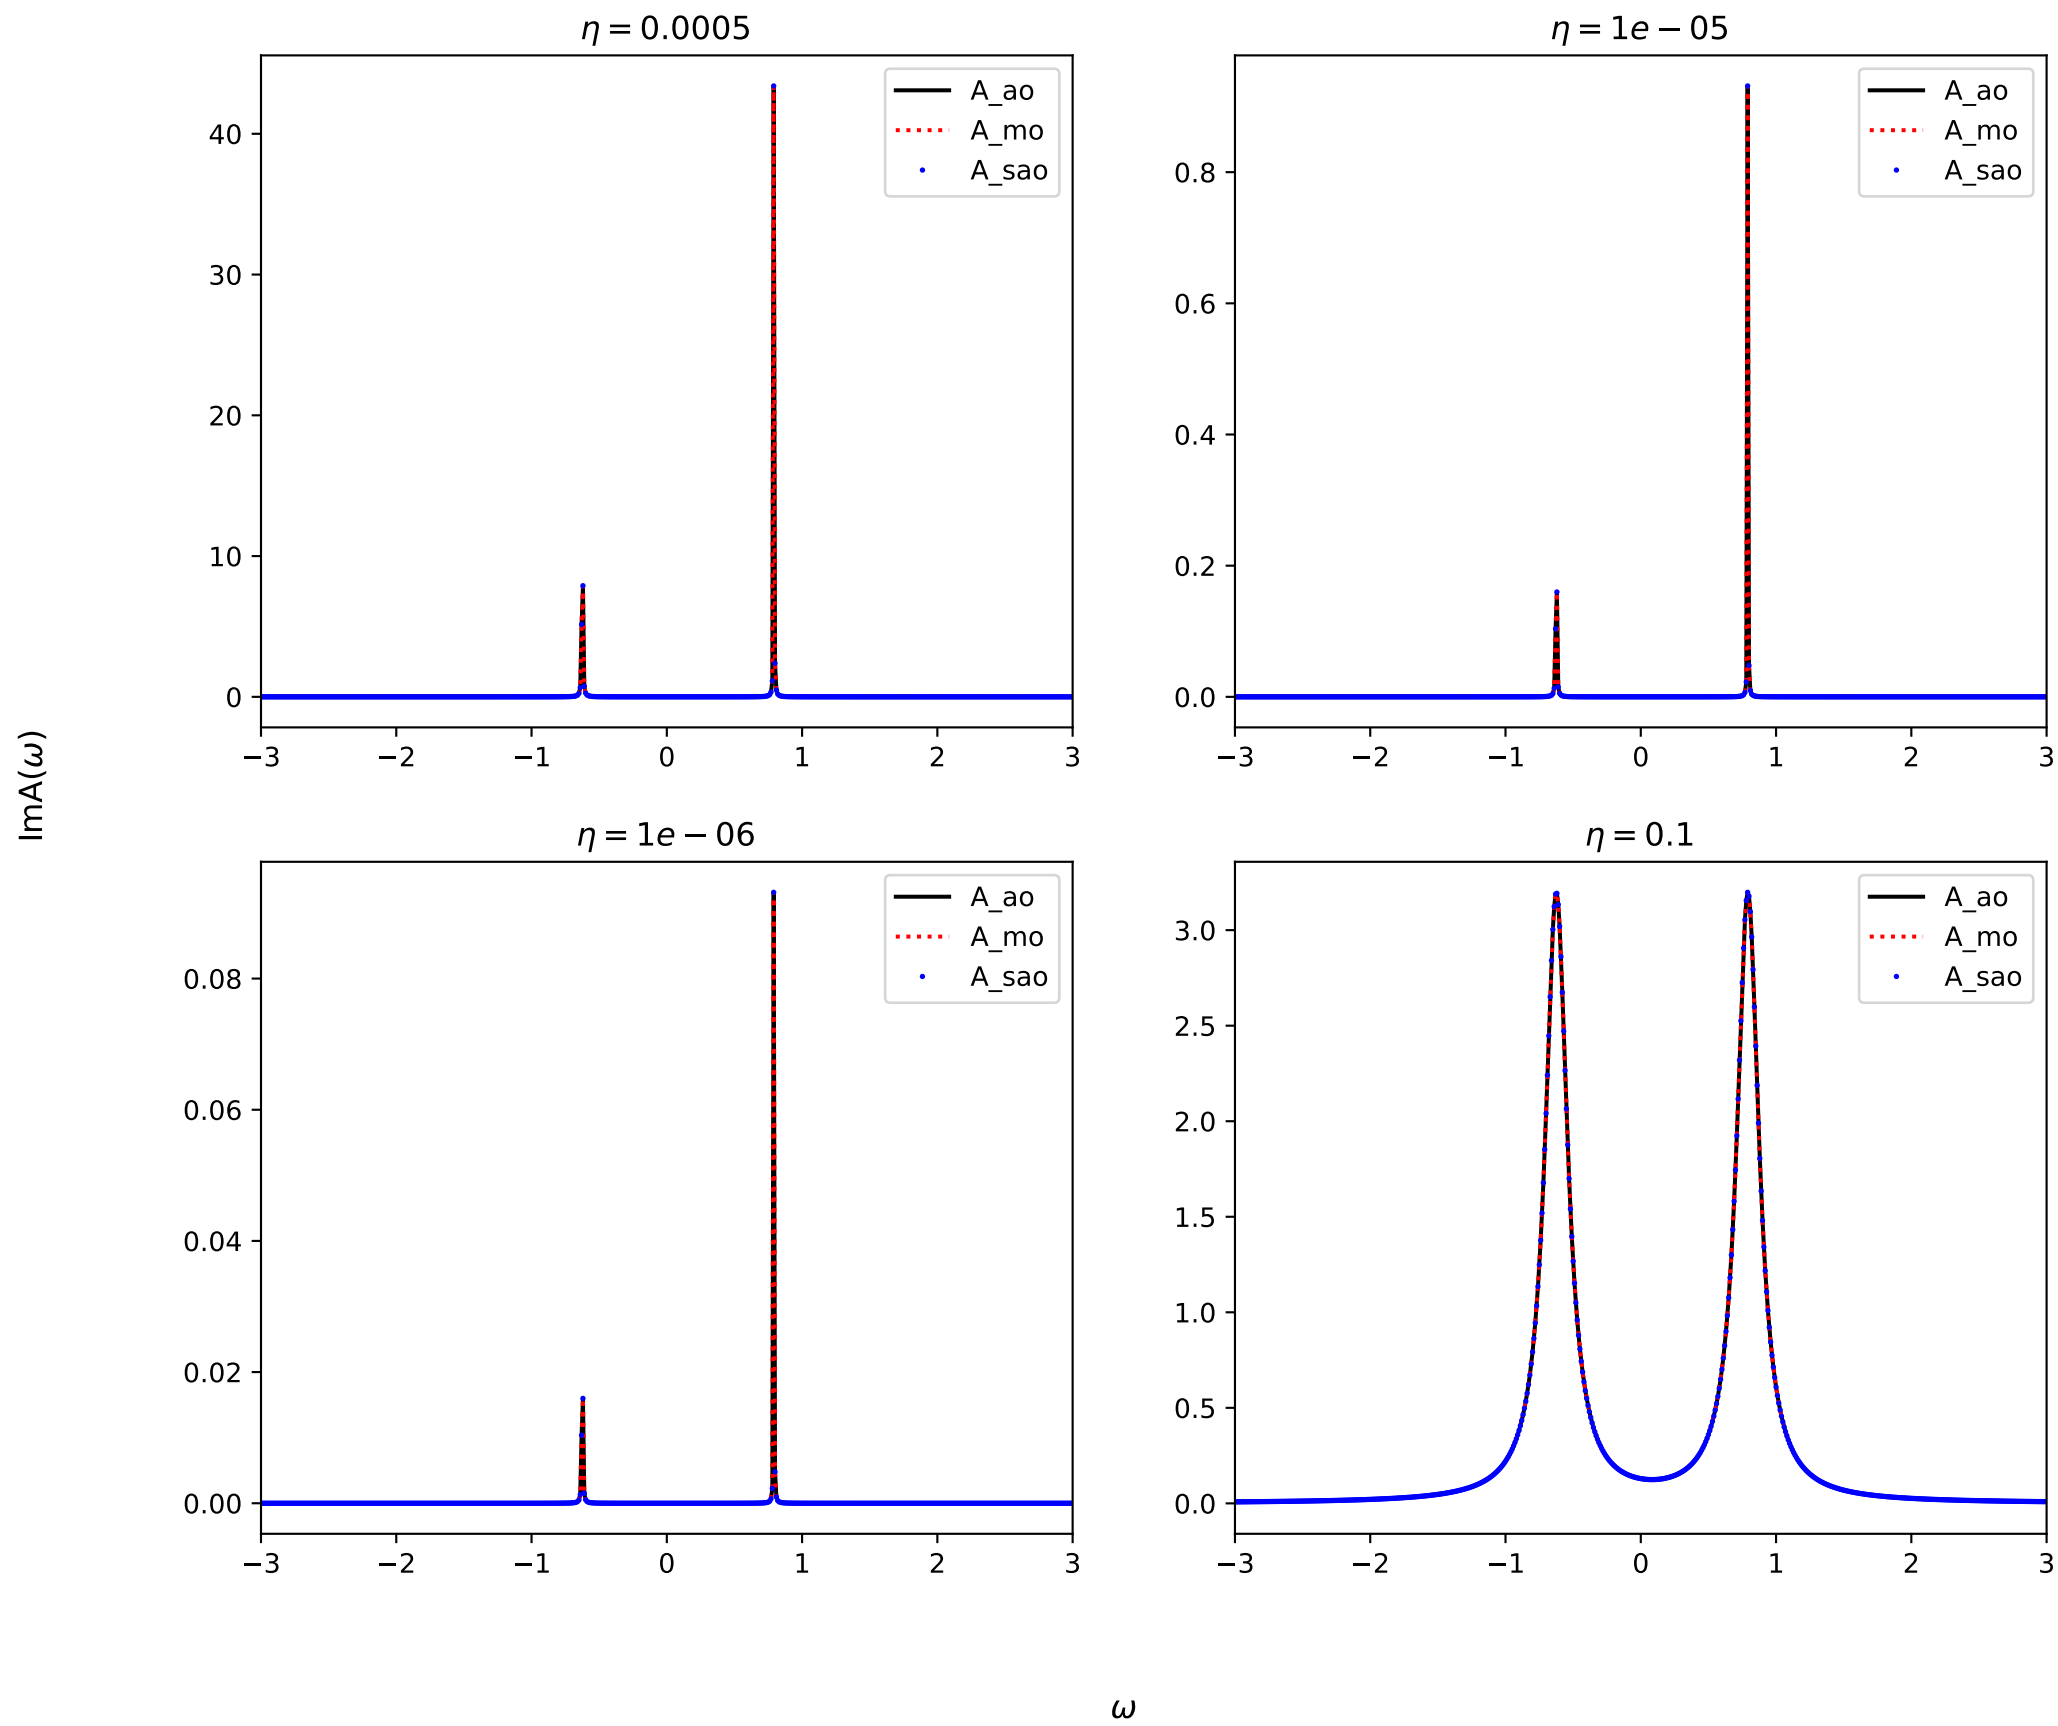 η = 0.0005
40
30
20
10
0
−3 −2 −1 0 1 2 3
A_ao
A_mo
A_sao
η = 1e − 05
0.8
0.6
0.4
0.2
0.0
−3 −2 −1 0 1 2 3
A_ao
A_mo
A_sao
ImA(ω)
η = 1e − 06
0.08
0.06
0.04
0.02
0.00
−3 −2 −1 0 1 2 3
A_ao
A_mo
A_sao
η = 0.1
3.0
2.5
2.0
1.5
1.0
0.5
0.0
−3 −2 −1 0 1 2 3
A_ao
A_mo
A_sao
ω